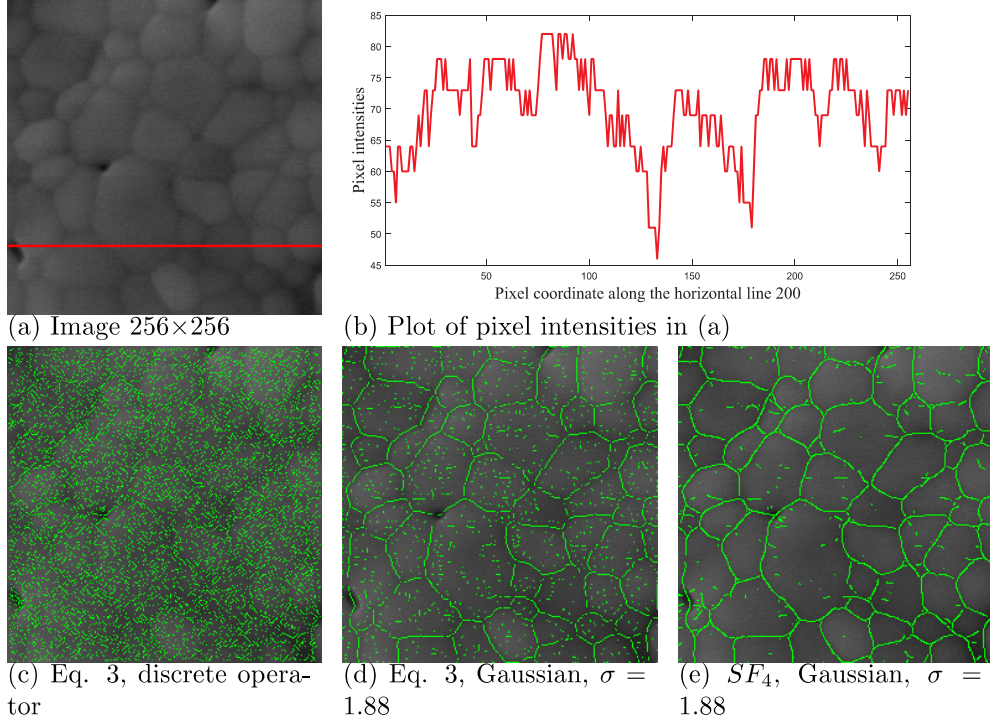 85
80
75
70
65
60
55
50
45
Pixel intensities
50 100 150 200 250
Pixel coordinate along the horizontal line 200
(a) Image 256×256
(b) Plot of pixel intensities in (a)
(c) Eq. 3, discrete opera-
tor
(d) Eq. 3, Gaussian, σ =
1.88
(e) SF₄, Gaussian, σ =
1.88